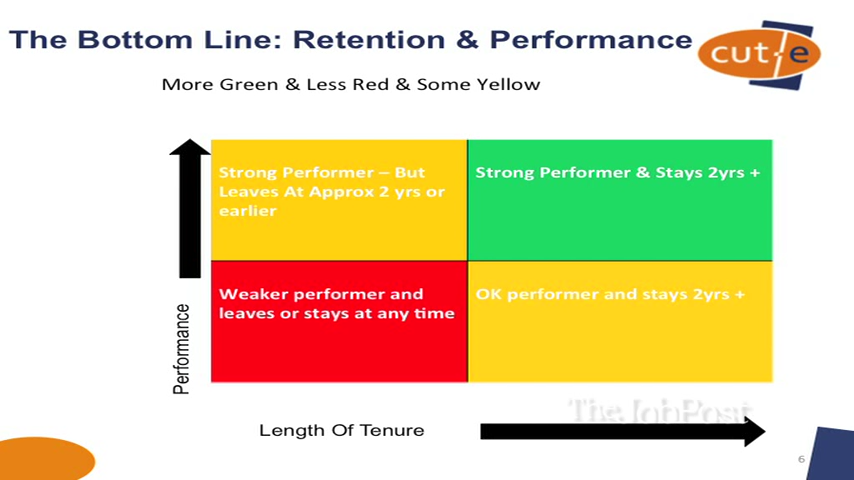 The Bottom Line: Retention & Performance
cut-e
More Green & Less Red & Some Yellow
Strong Performer – But
Leaves At Approx 2 yrs or
earlier
Strong Performer & Stays 2yrs +
Weaker performer and
leaves or stays at any time
OK performer and stays 2yrs +
Performance
Length Of Tenure
The JobPost
6